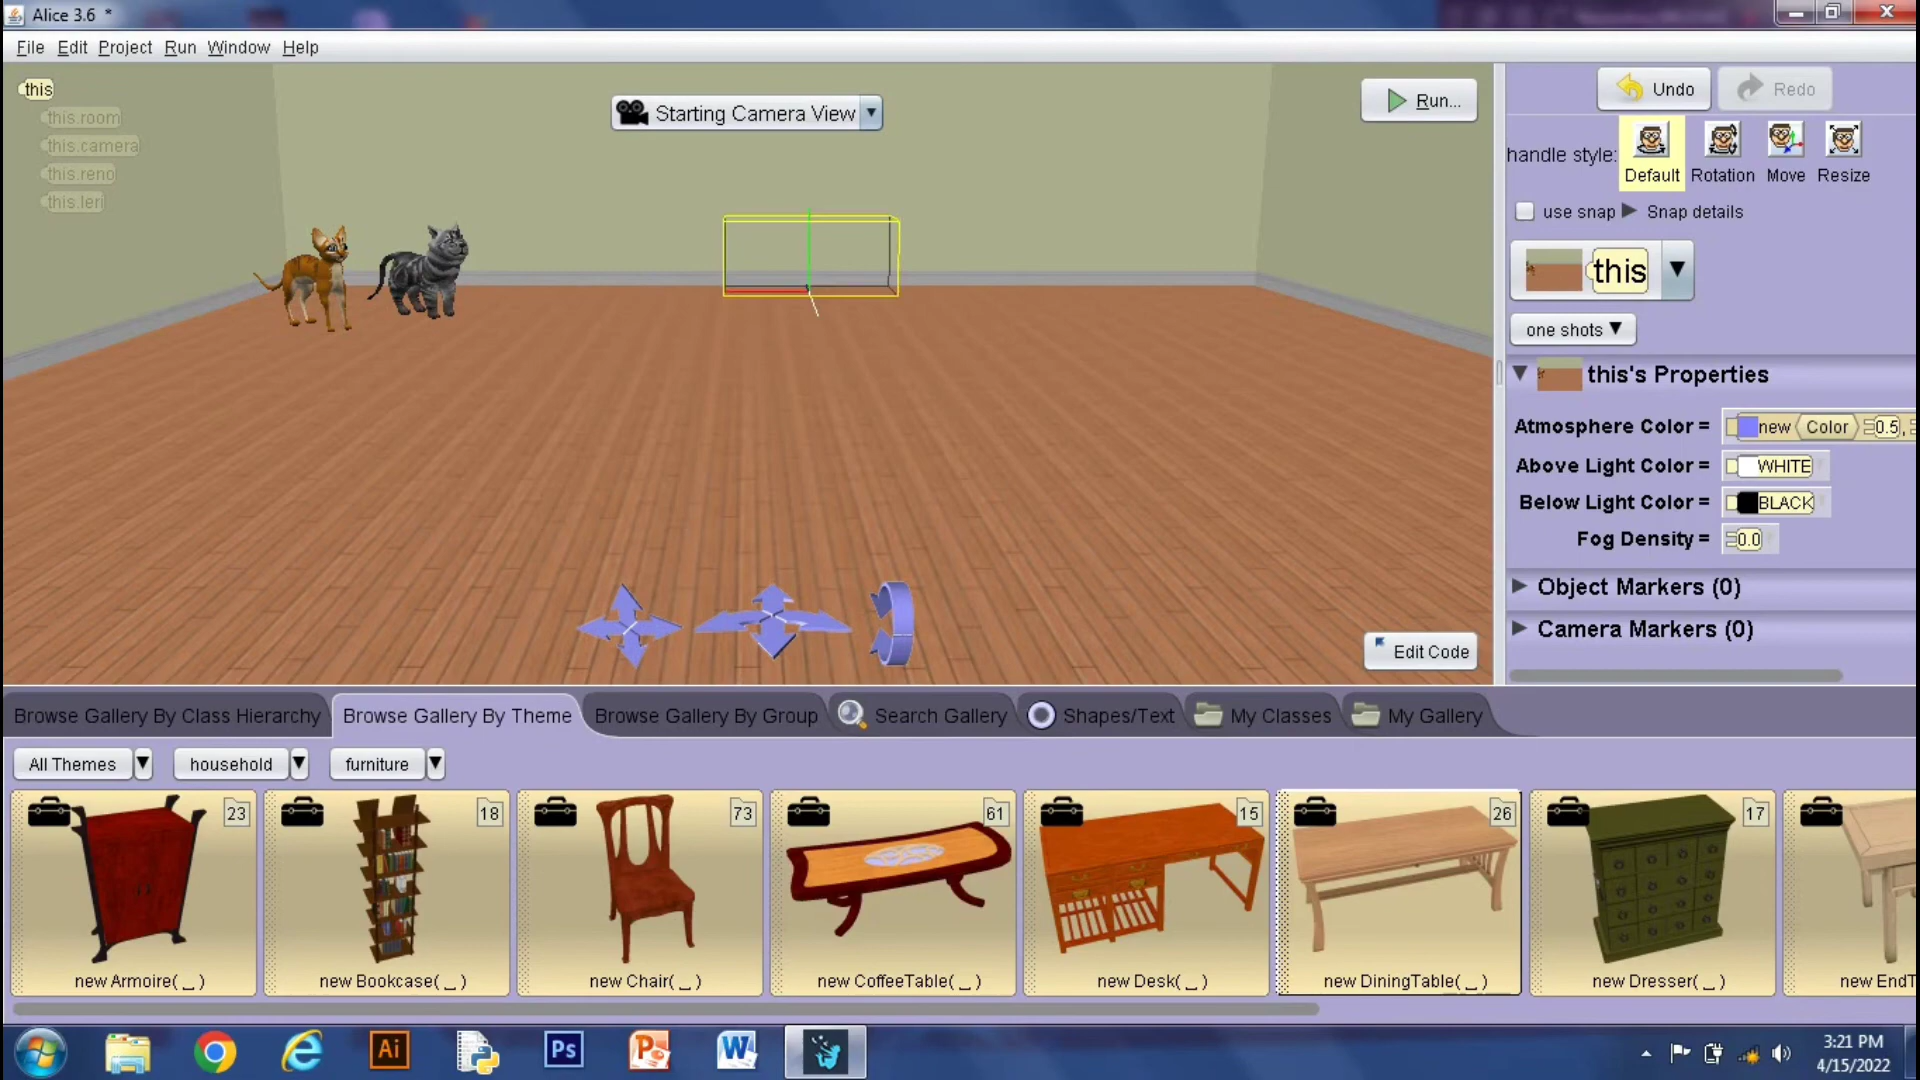 Alice 3.6 *
File Edit Project Run Window Help
this
this.room
this.camera
this.reno
this.leri
Starting Camera View
Run...
Undo Redo
handle style:
Default Rotation Move Resize
use snap Snap details
this
one shots
this's Properties
Atmosphere Color = new Color 0.5,
Above Light Color = WHITE
Below Light Color = BLACK
Fog Density = 0.0
Object Markers (0)
Camera Markers (0)
Edit Code
Browse Gallery By Class Hierarchy Browse Gallery By Theme Browse Gallery By Group Search Gallery Shapes/Text My Classes My Gallery
All Themes household furniture
23 18 73 61 15 26 17
new Armoire( _ ) new Bookcase( _ ) new Chair( _ ) new CoffeeTable( _ ) new Desk( _ ) new DiningTable( _ ) new Dresser( _ ) new EndT
Ai Ps P W
3:21 PM
4/15/2022